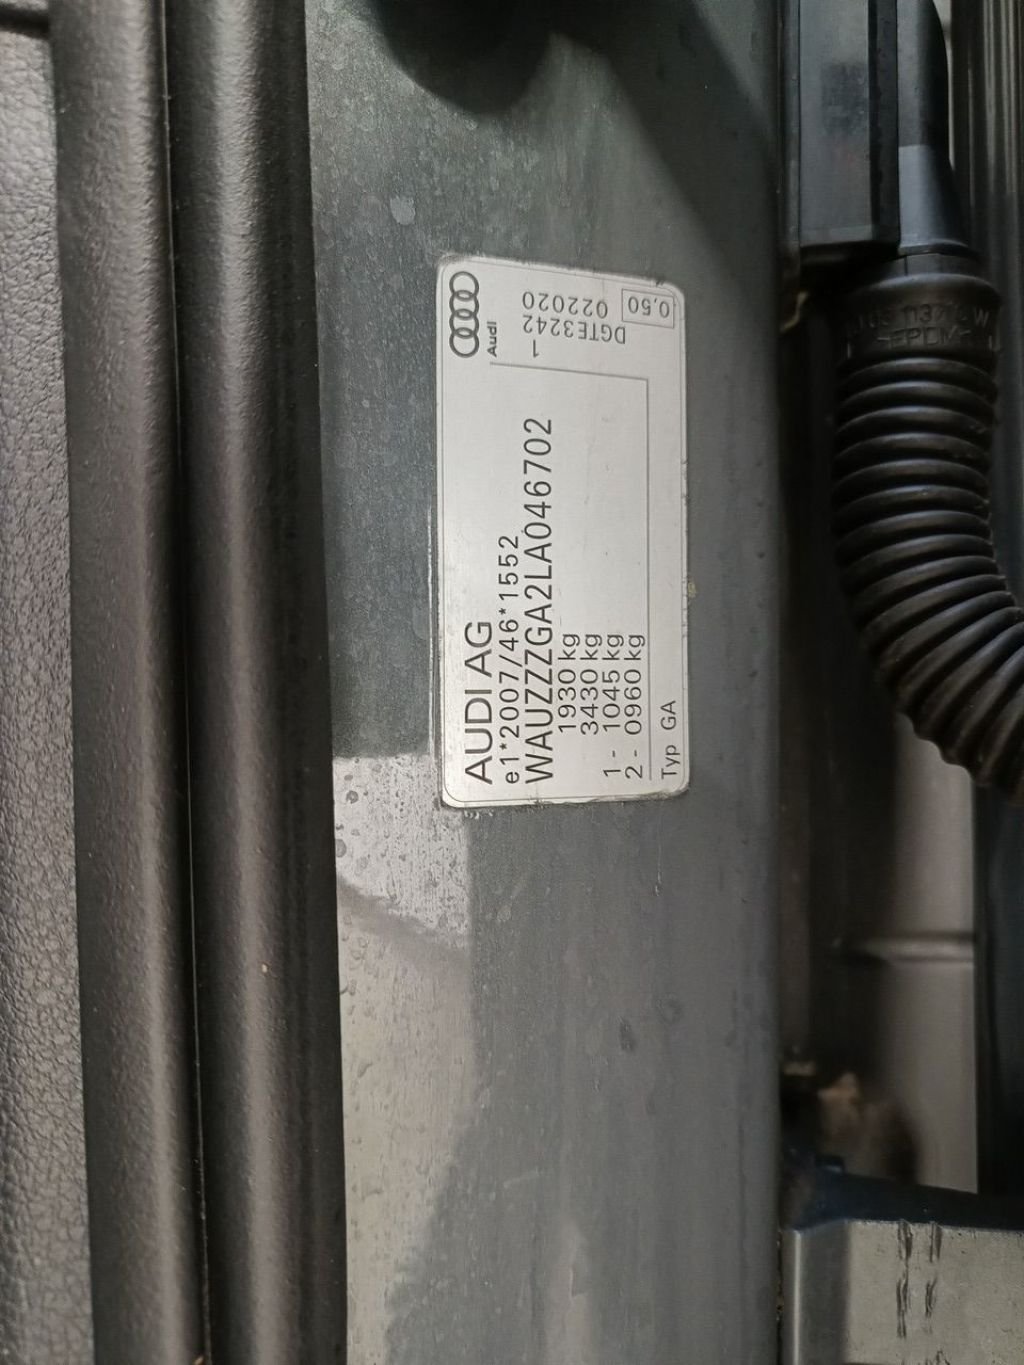 AUDI AG
e1*2007/46*1552
WAUZZZGA2LA046702
1930 kg
3430 kg
1 - 1045 kg
2 - 0960 kg
Typ GA
Audi
1
022020
DGTE3242
0,50
EPDM